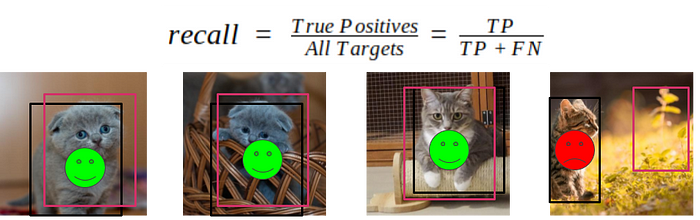 recall = True Positives / All Targets = TP / TP + FN